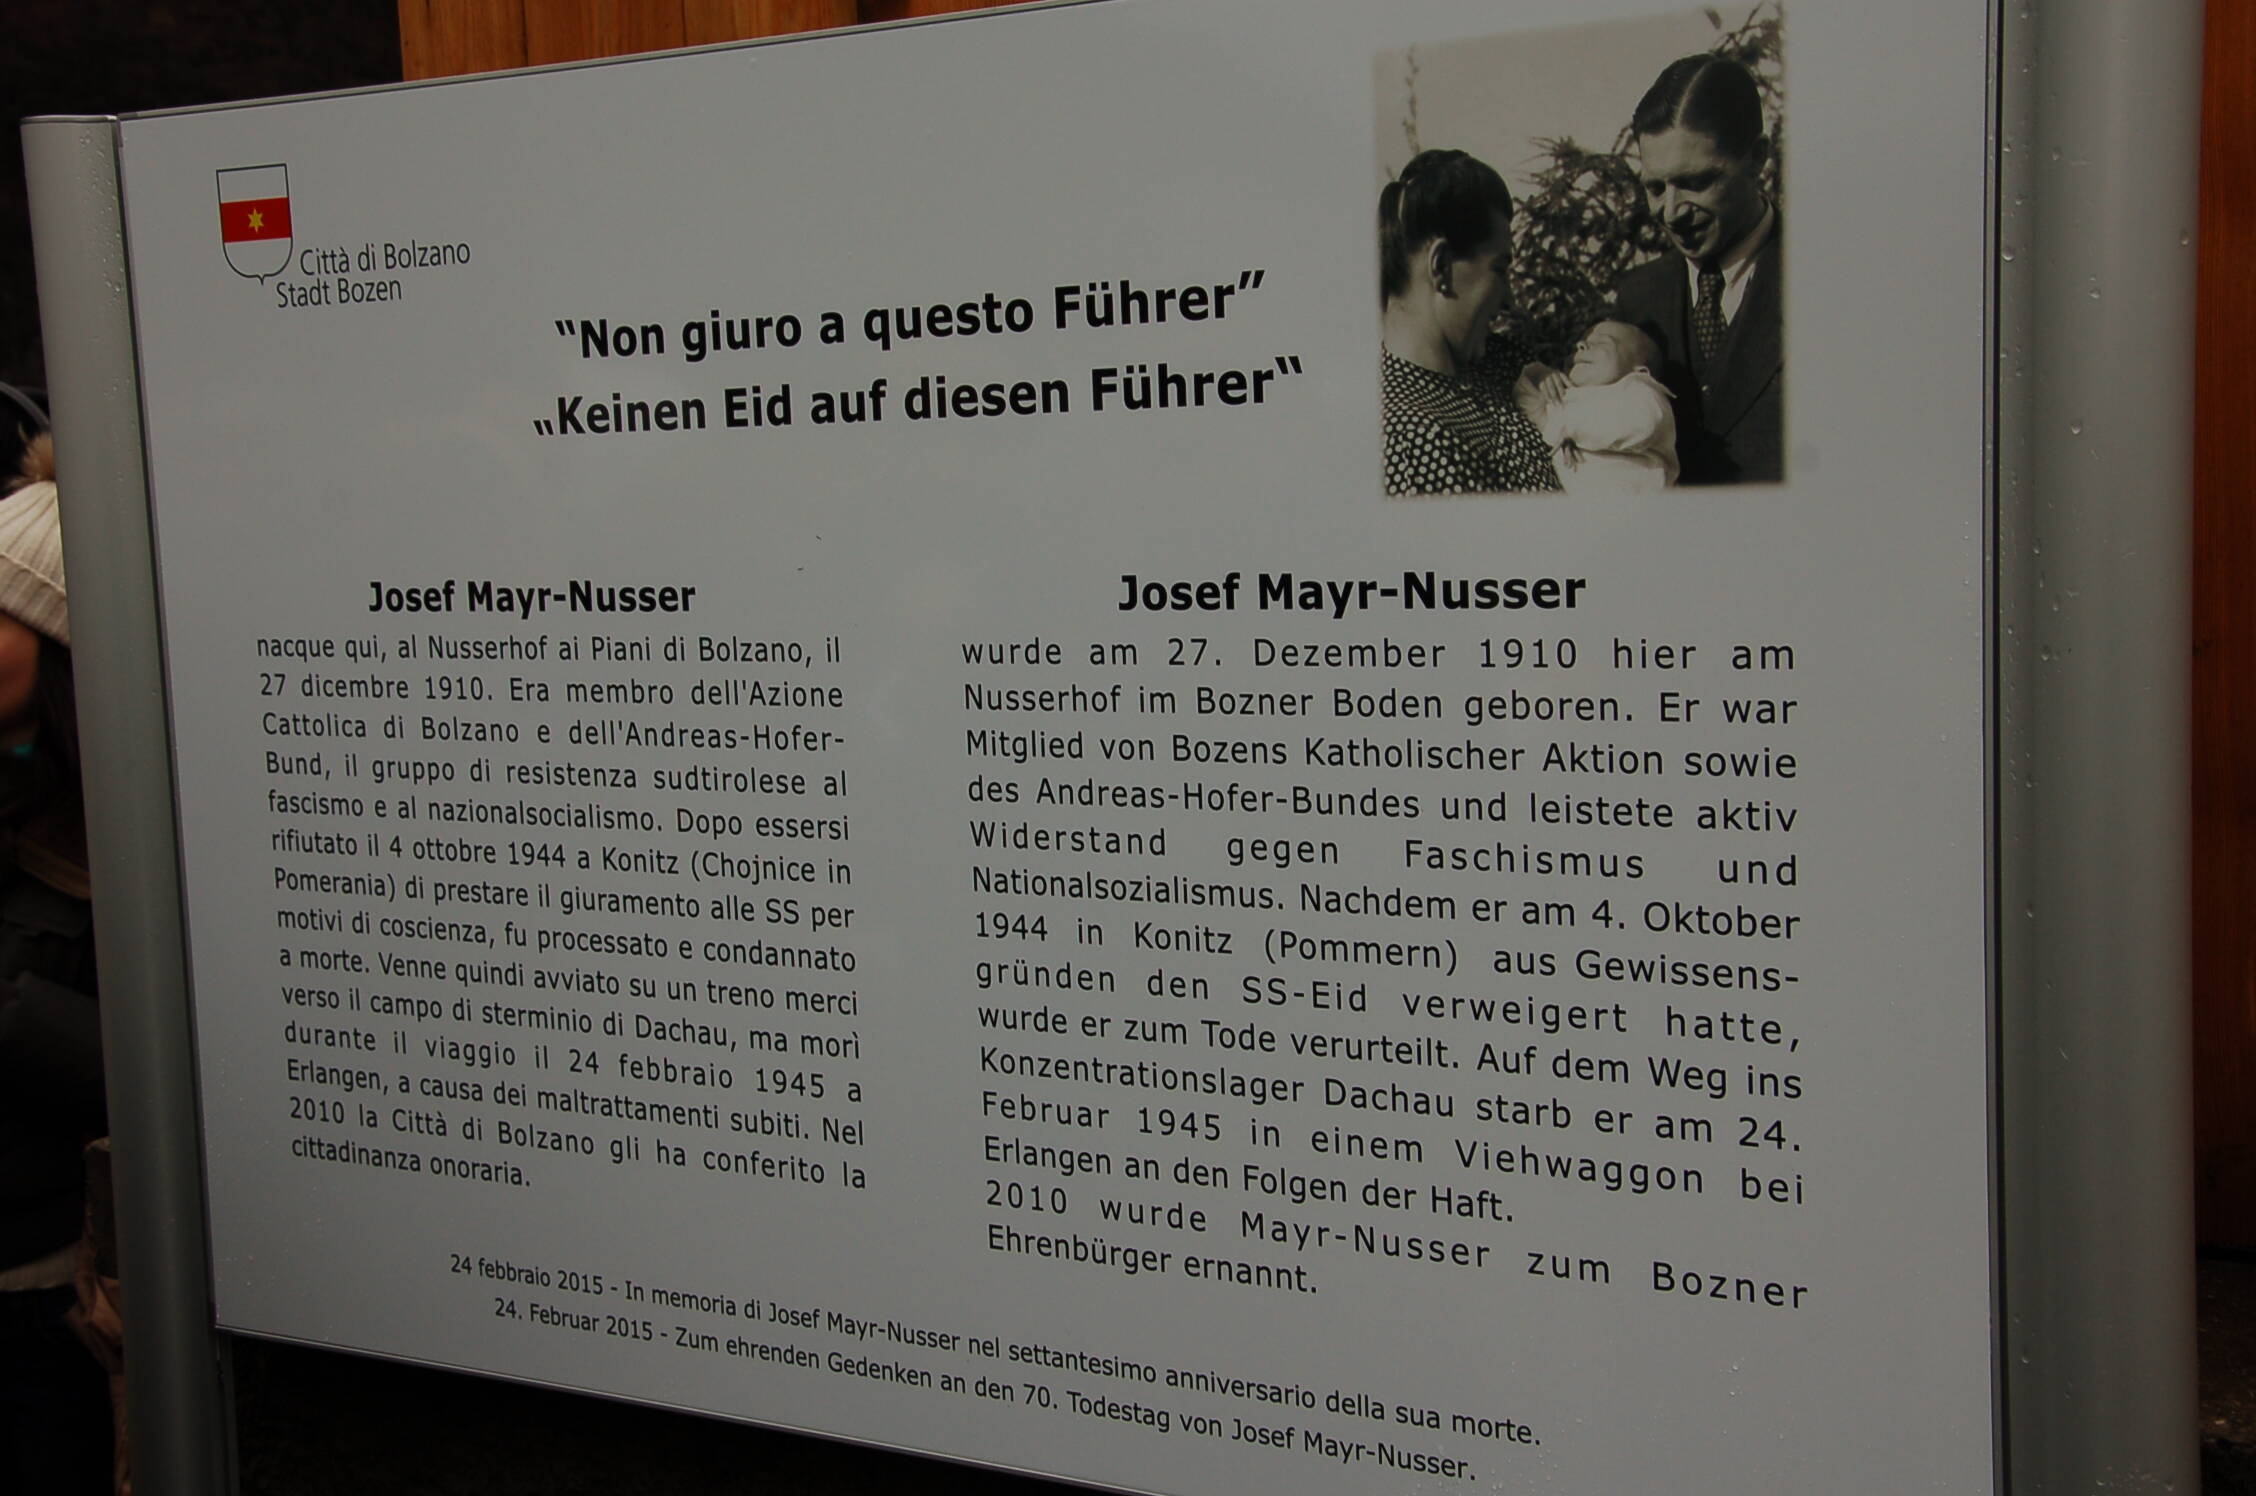 Città di Bolzano
Stadt Bozen
“Non giuro a questo Führer”
„Keinen Eid auf diesen Führer“
Josef Mayr-Nusser
nacque qui, al Nusserhof ai Piani di Bolzano, il
27 dicembre 1910. Era membro dell'Azione
Cattolica di Bolzano e dell'Andreas-Hofer-
Bund, il gruppo di resistenza sudtirolese al
fascismo e al nazionalsocialismo. Dopo essersi
rifiutato il 4 ottobre 1944 a Konitz (Chojnice in
Pomerania) di prestare il giuramento alle SS per
motivi di coscienza, fu processato e condannato
a morte. Venne quindi avviato su un treno merci
verso il campo di sterminio di Dachau, ma morì
durante il viaggio il 24 febbraio 1945 a
Erlangen, a causa dei maltrattamenti subiti. Nel
2010 la Città di Bolzano gli ha conferito la
cittadinanza onoraria.
Josef Mayr-Nusser
wurde am 27. Dezember 1910 hier am
Nusserhof im Bozner Boden geboren. Er war
Mitglied von Bozens Katholischer Aktion sowie
des Andreas-Hofer-Bundes und leistete aktiv
Widerstand gegen Faschismus und
Nationalsozialismus. Nachdem er am 4. Oktober
1944 in Konitz (Pommern) aus Gewissens-
gründen den SS-Eid verweigert hatte,
wurde er zum Tode verurteilt. Auf dem Weg ins
Konzentrationslager Dachau starb er am 24.
Februar 1945 in einem Viehwaggon bei
Erlangen an den Folgen der Haft.
2010 wurde Mayr-Nusser zum Bozner
Ehrenbürger ernannt.
24 febbraio 2015 - In memoria di Josef Mayr-Nusser nel settantesimo anniversario della sua morte.
24. Februar 2015 - Zum ehrenden Gedenken an den 70. Todestag von Josef Mayr-Nusser.